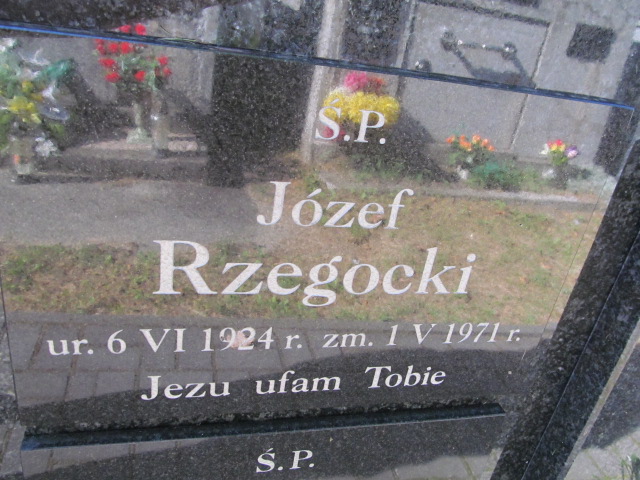 Ś.P.
Józef
Rzegocki
ur. 6 VI 1924 r. zm. 1 V 1971 r.
Jezu ufam Tobie
Ś.P.